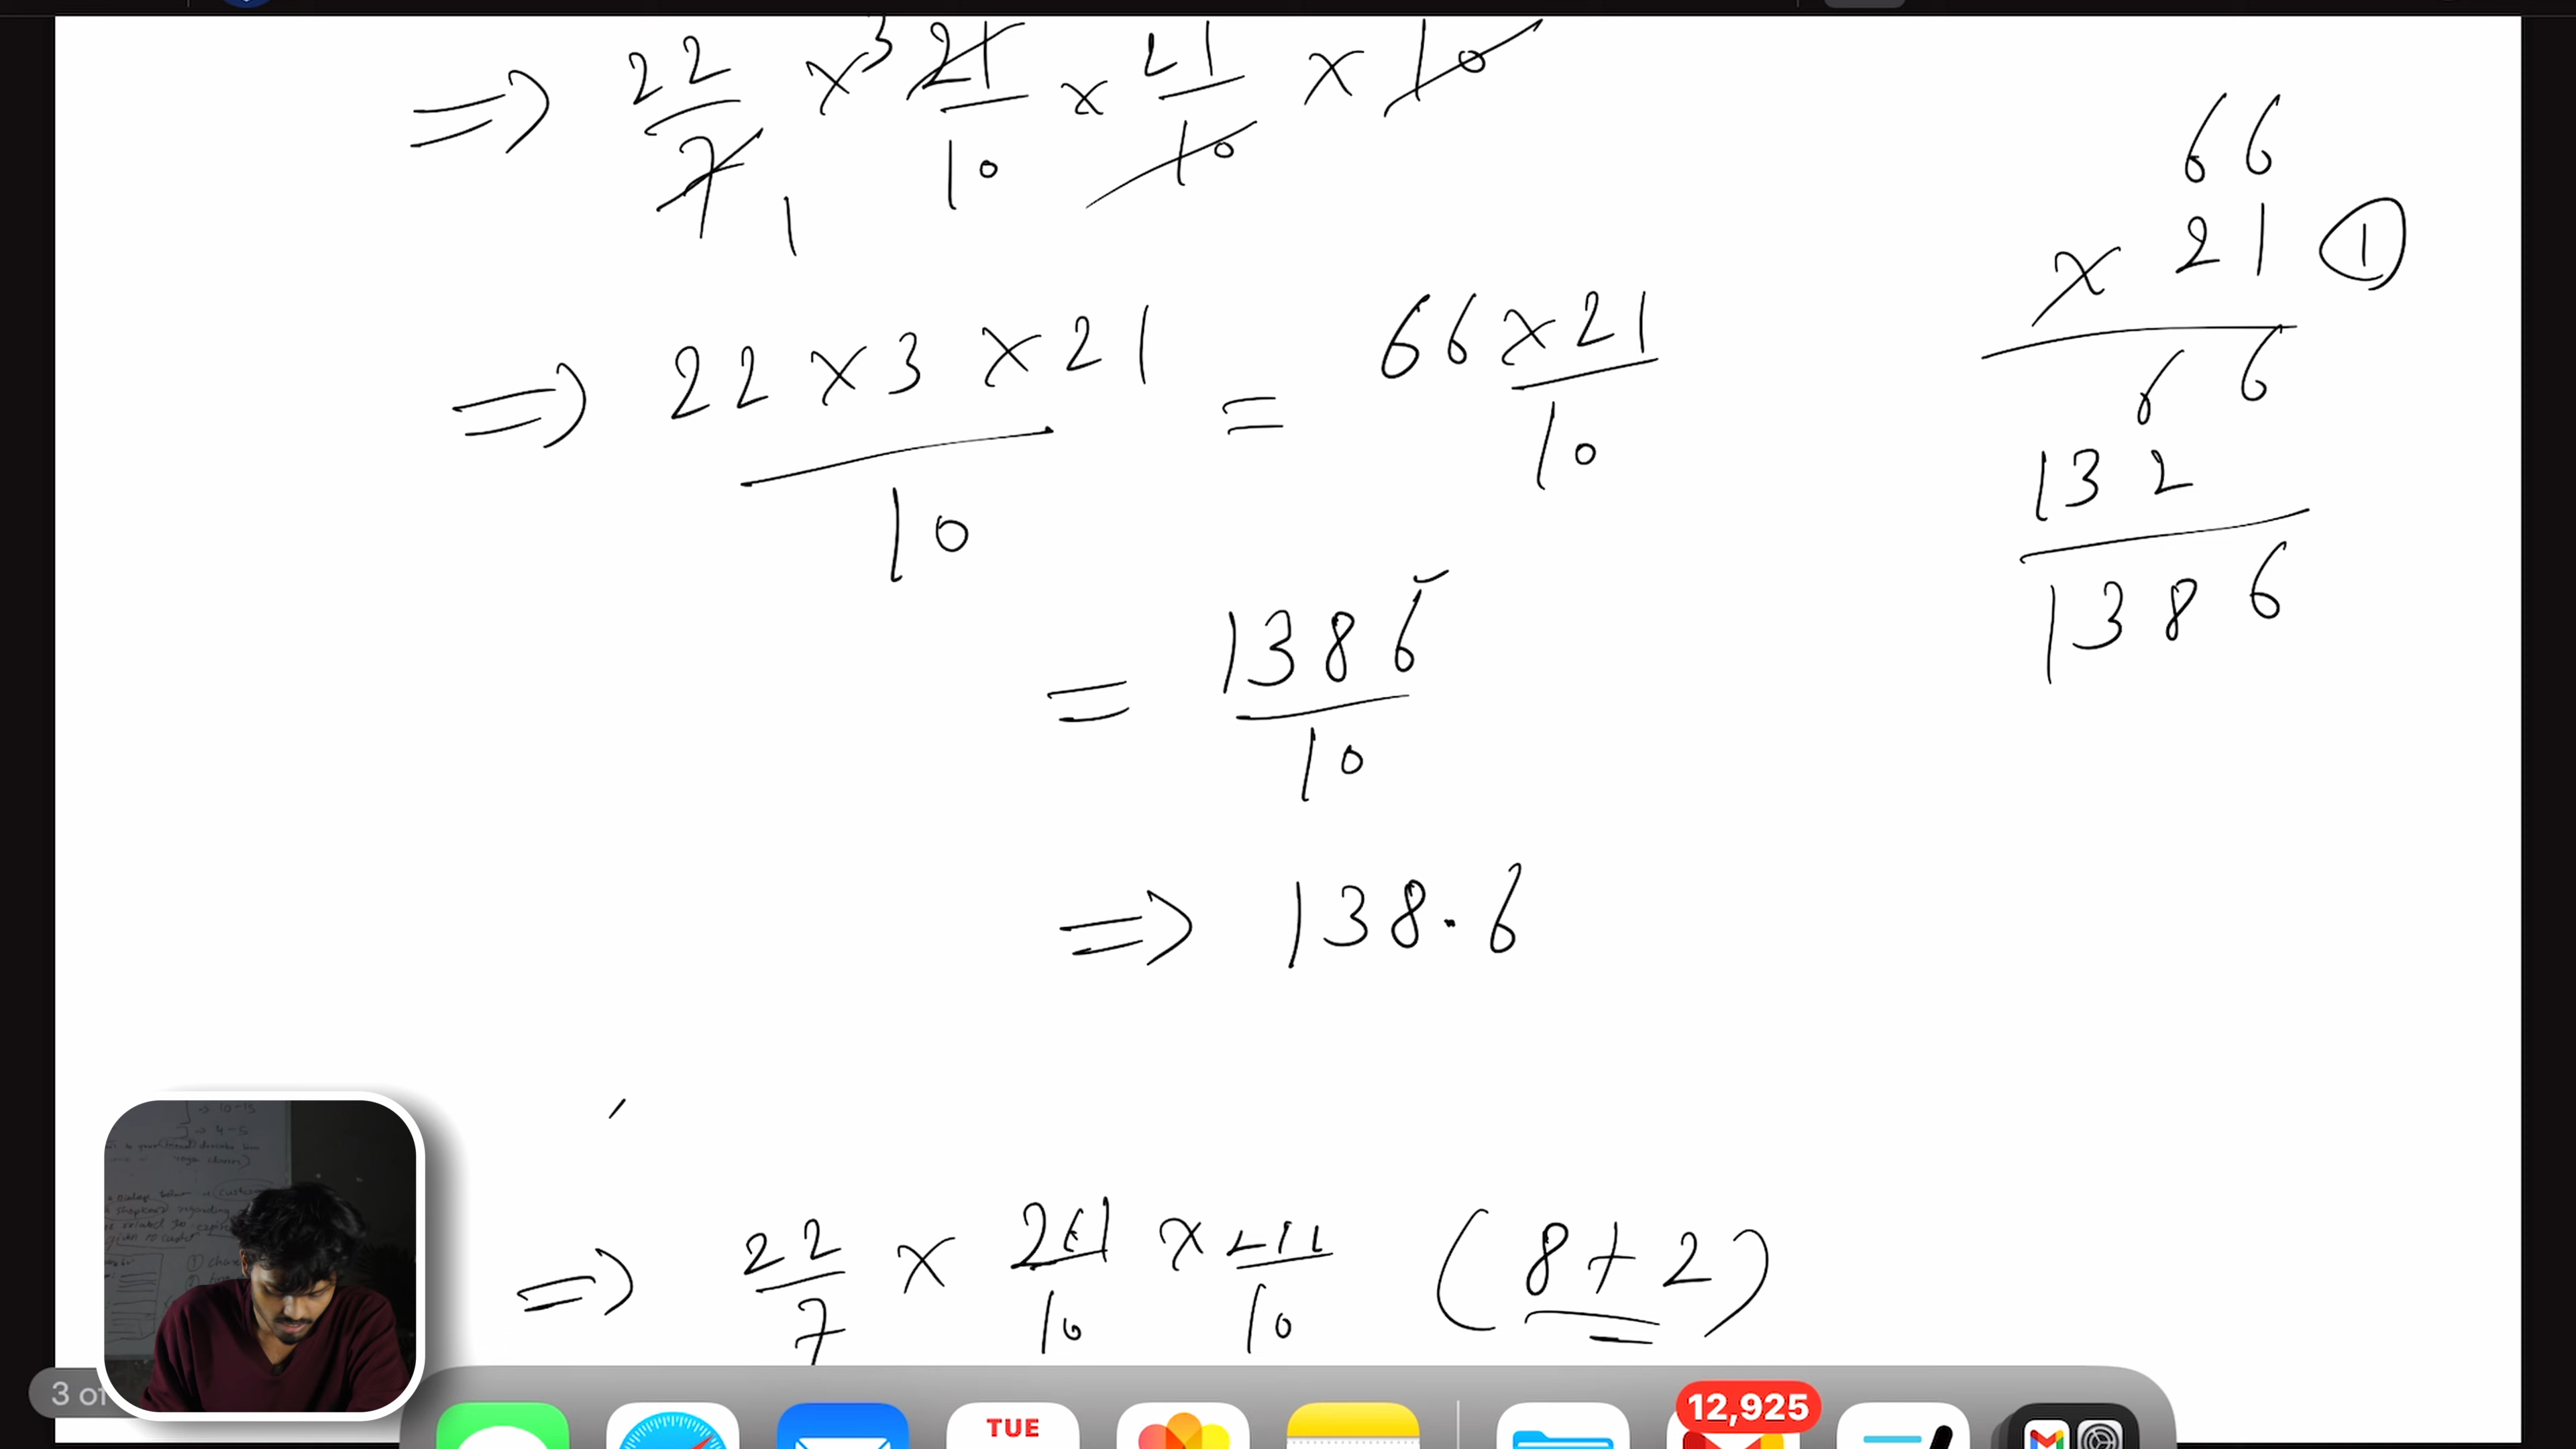 ⇒ 22/7 1 × 3 21/10 × 21/10 × 10
⇒ 22 × 3 × 21 / 10 = 66 × 21 / 10
= 1386 / 10
⇒ 138.6
⇒ 22/7 × 21/10 × 21/10 (8 + 2)
66
× 21 ①
66
132
1386
3 of
TUE
12,925